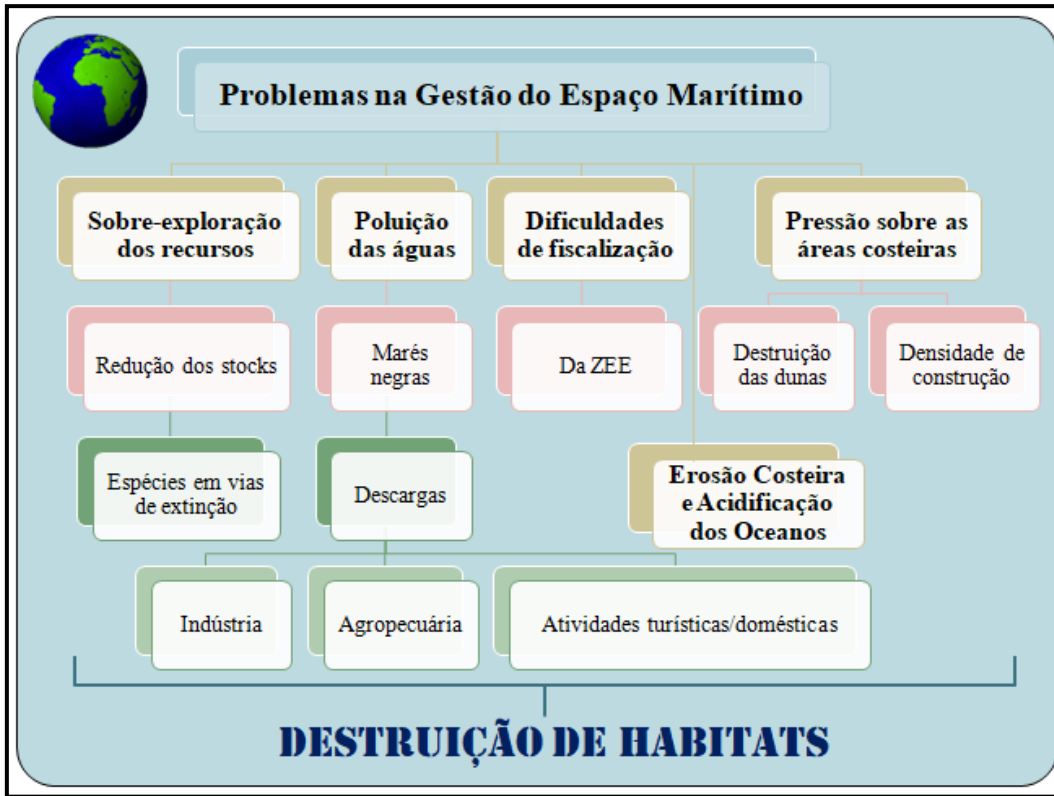 Problemas na Gestão do Espaço Marítimo
Sobre-exploração
dos recursos
Poluição
das águas
Dificuldades
de fiscalização
Pressão sobre as
áreas costeiras
Redução dos stocks
Marés
negras
Da ZEE
Destruição
das dunas
Densidade de
construção
Espécies em vias
de extinção
Descargas
Erosão Costeira
e Acidificação
dos Oceanos
Indústria
Agropecuária
Atividades turísticas/domésticas
DESTRUIÇÃO DE HABITATS